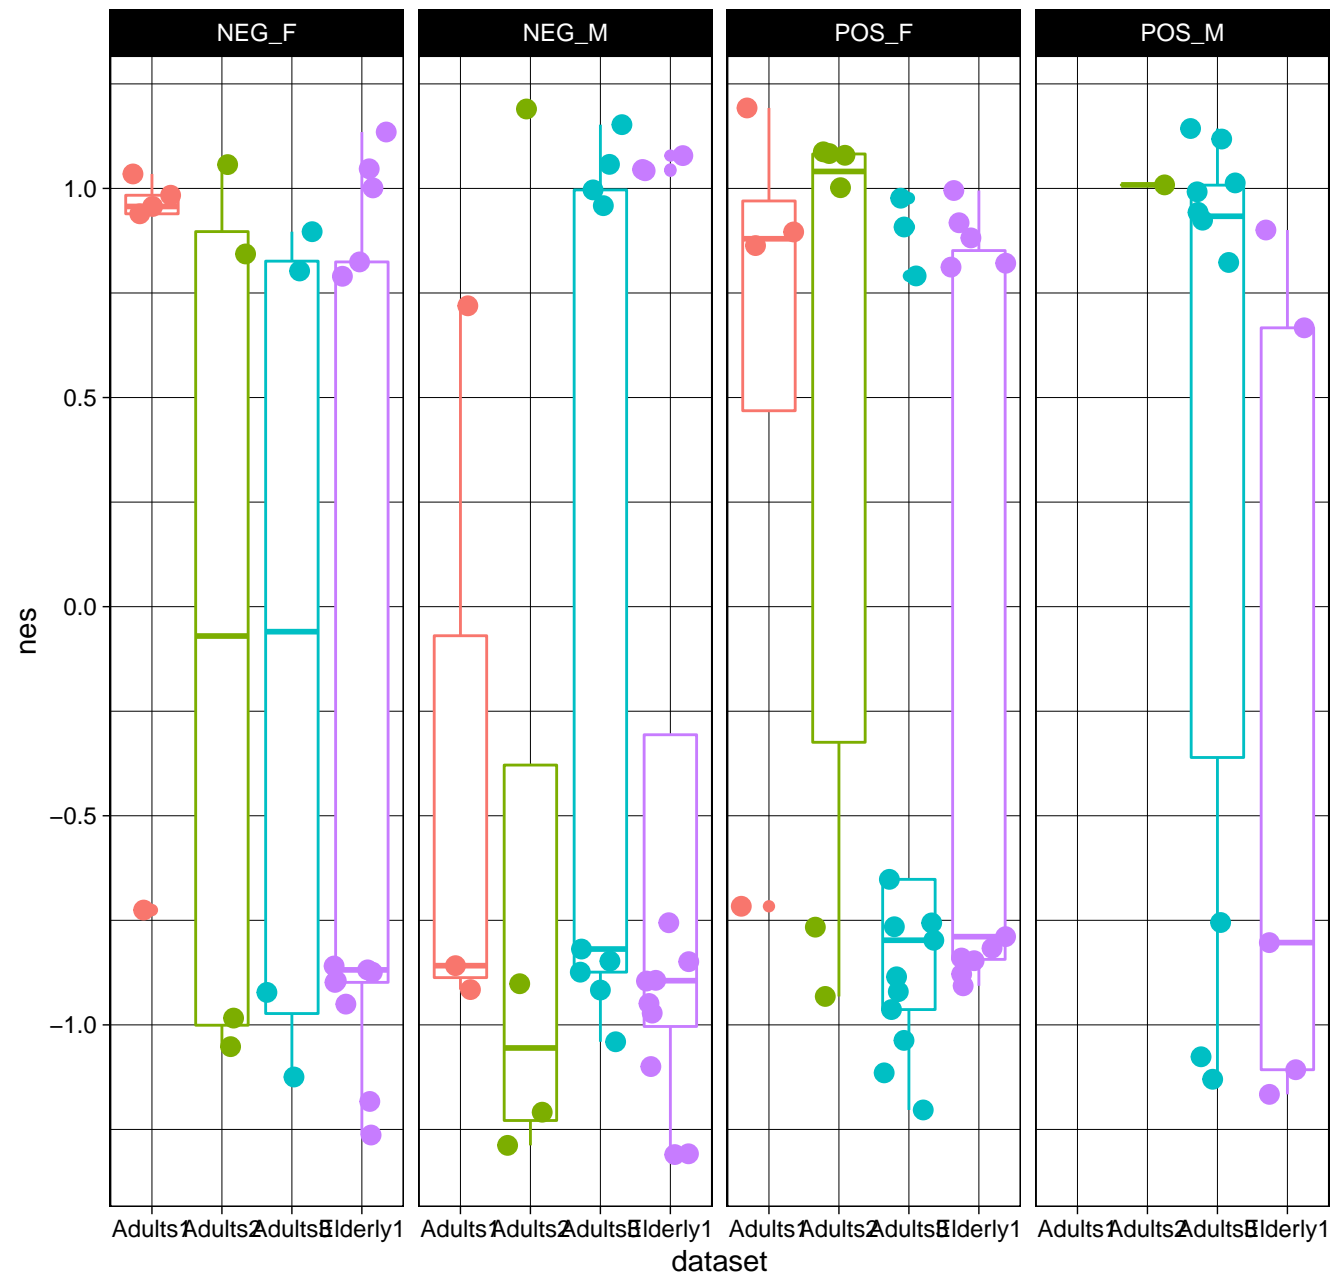 NEG_F NEG_M POS_F POS_M
1.0
0.5
0.0
−0.5
−1.0
nes
Adults1 Adults2 Adults3 Elderly1 Adults1 Adults2 Adults3 Elderly1 Adults1 Adults2 Adults3 Elderly1 Adults1 Adults2 Adults3 Elderly1
dataset